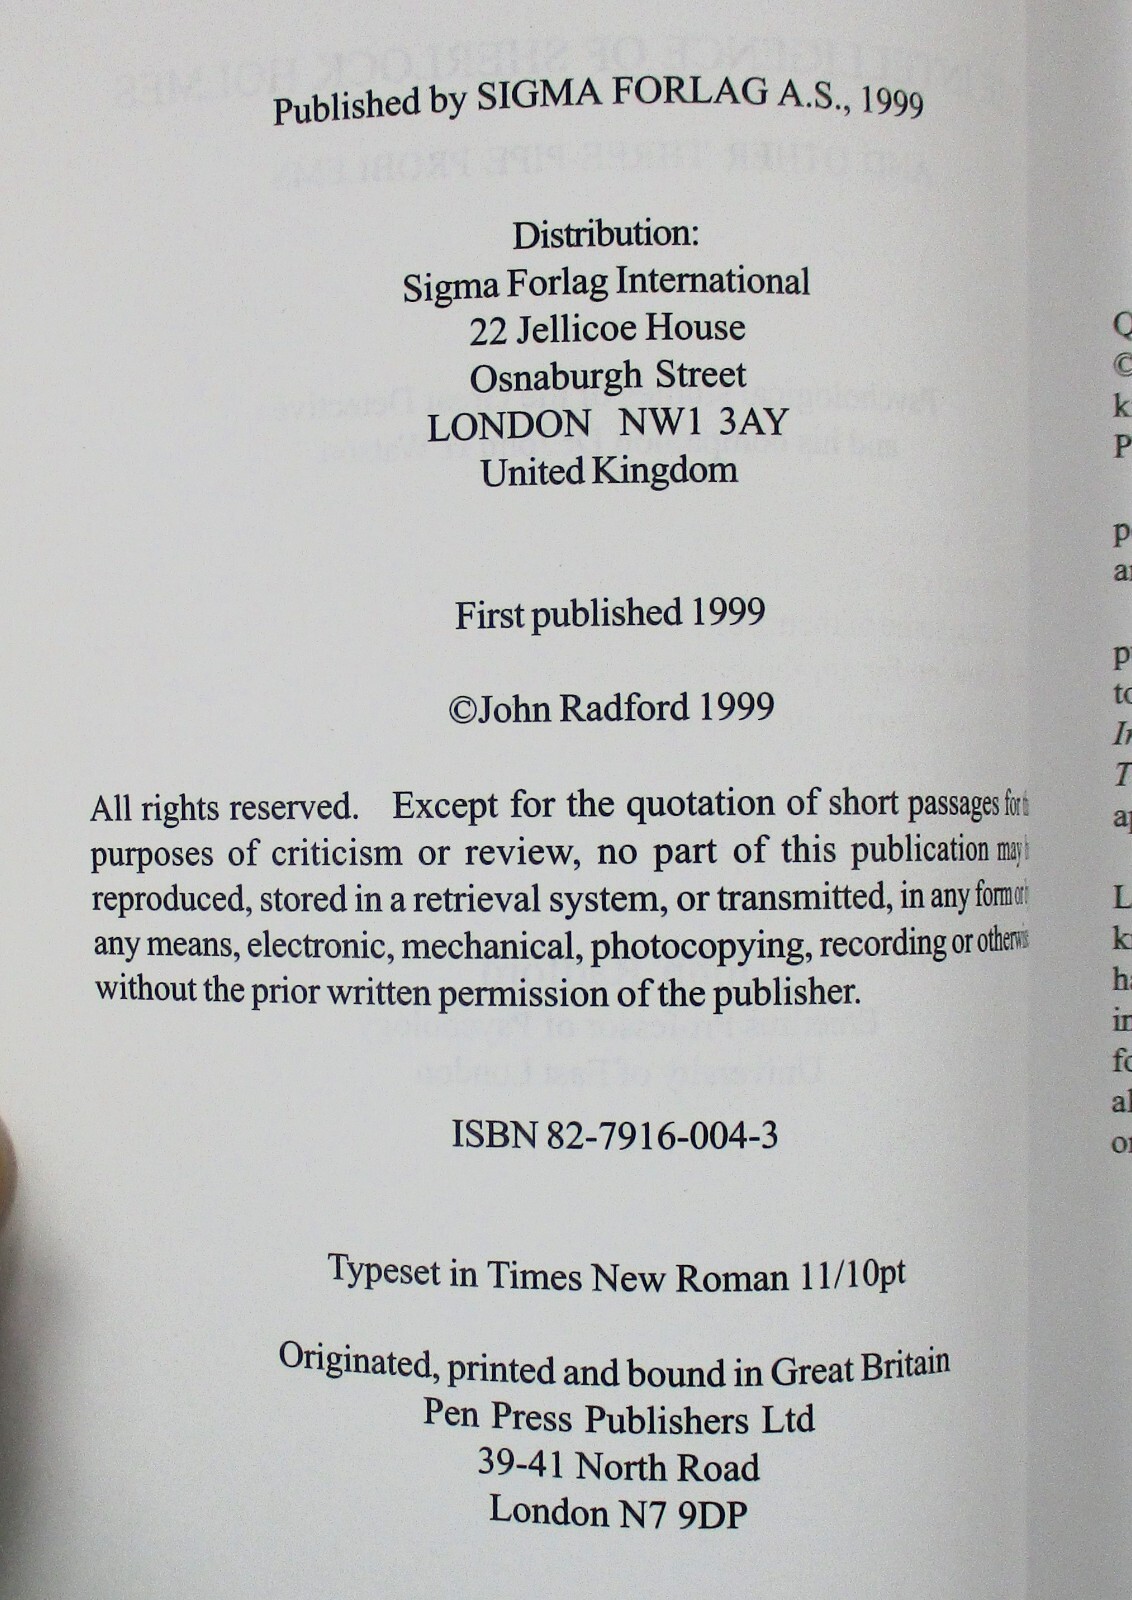 Published by SIGMA FORLAG A.S., 1999
Distribution:
Sigma Forlag International
22 Jellicoe House
Osnaburgh Street
LONDON NW1 3AY
United Kingdom
First published 1999
©John Radford 1999
All rights reserved. Except for the quotation of short passages for
purposes of criticism or review, no part of this publication may
reproduced, stored in a retrieval system, or transmitted, in any form or
any means, electronic, mechanical, photocopying, recording or otherwis
without the prior written permission of the publisher.
ISBN 82-7916-004-3
Typeset in Times New Roman 11/10pt
Originated, printed and bound in Great Britain
Pen Press Publishers Ltd
39-41 North Road
London N7 9DP